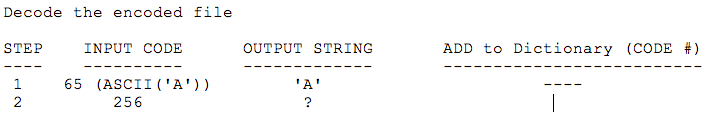 Decode the encoded file
STEP INPUT CODE OUTPUT STRING ADD to Dictionary (CODE #)
---- ---------- ------------- --------------------------
1 65 (ASCII('A')) 'A' ----
2 256 ? |